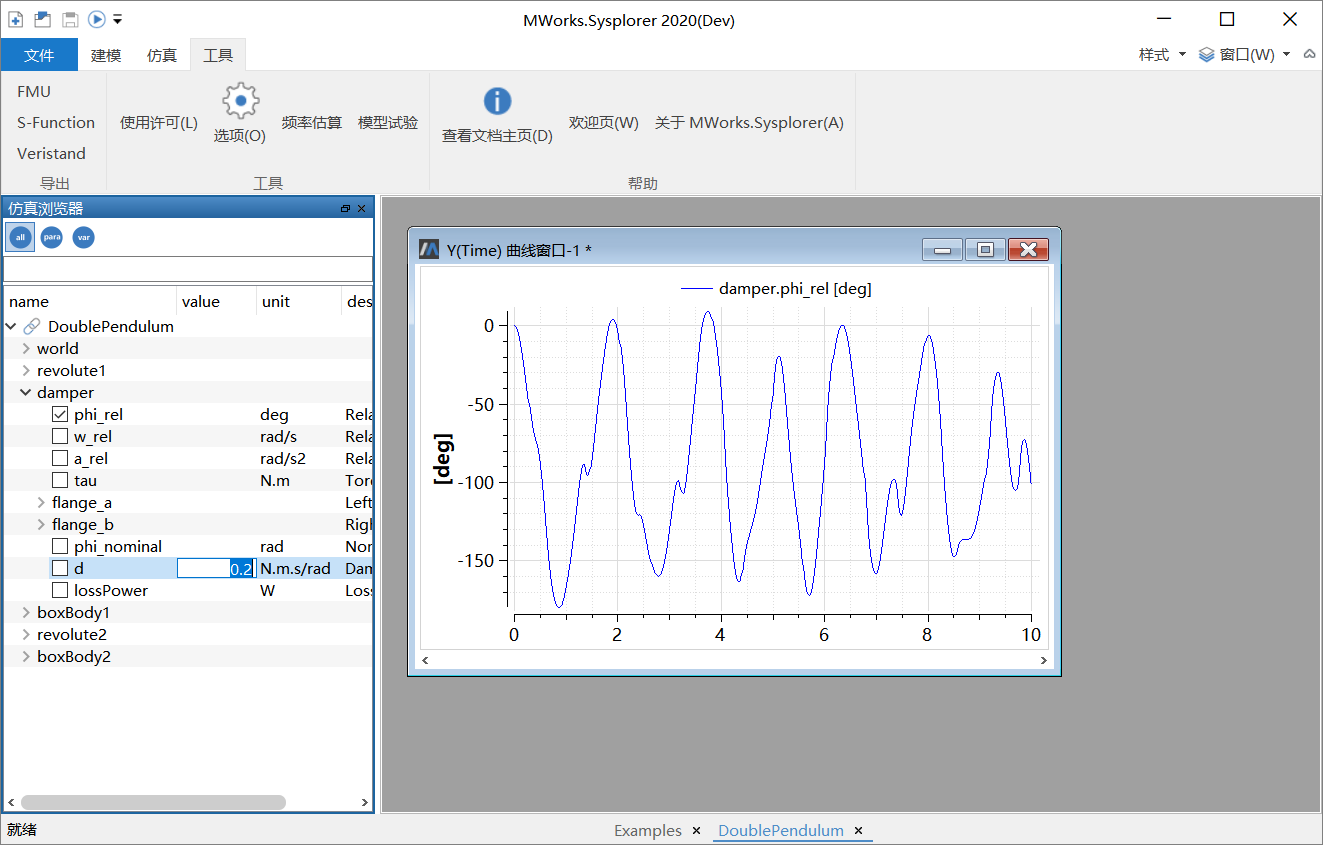 MWorks.Sysplorer 2020(Dev)
文件 建模 仿真 工具 样式 窗口(W)
FMU
S-Function
Veristand
导出
使用许可(L) 选项(O) 频率估算 模型试验
工具
查看文档主页(D) 欢迎页(W) 关于 MWorks.Sysplorer(A)
帮助
仿真浏览器
all para var
name value unit des
DoublePendulum
world
revolute1
damper
phi_rel deg Rela
w_rel rad/s Rela
a_rel rad/s2 Rela
tau N.m Tor
flange_a Left
flange_b Rigl
phi_nominal rad Nor
d 0.2 N.m.s/rad Dam
lossPower W Loss
boxBody1
revolute2
boxBody2
Y(Time) 曲线窗口-1 *
damper.phi_rel [deg]
[deg]
0
-50
-100
-150
0 2 4 6 8 10
就绪
Examples DoublePendulum